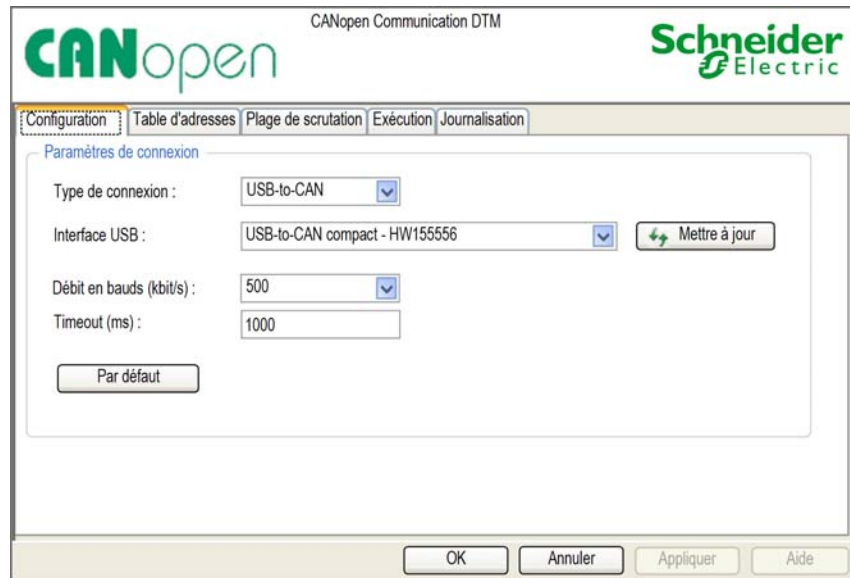 CANopen Communication DTM
CANopen
Schneider
Electric
Configuration Table d'adresses Plage de scrutation Exécution Journalisation
Paramètres de connexion
Type de connexion : USB-to-CAN
Interface USB : USB-to-CAN compact - HW155556 Mettre à jour
Débit en bauds (kbit/s) : 500
Timeout (ms) : 1000
Par défaut
OK Annuler Appliquer Aide